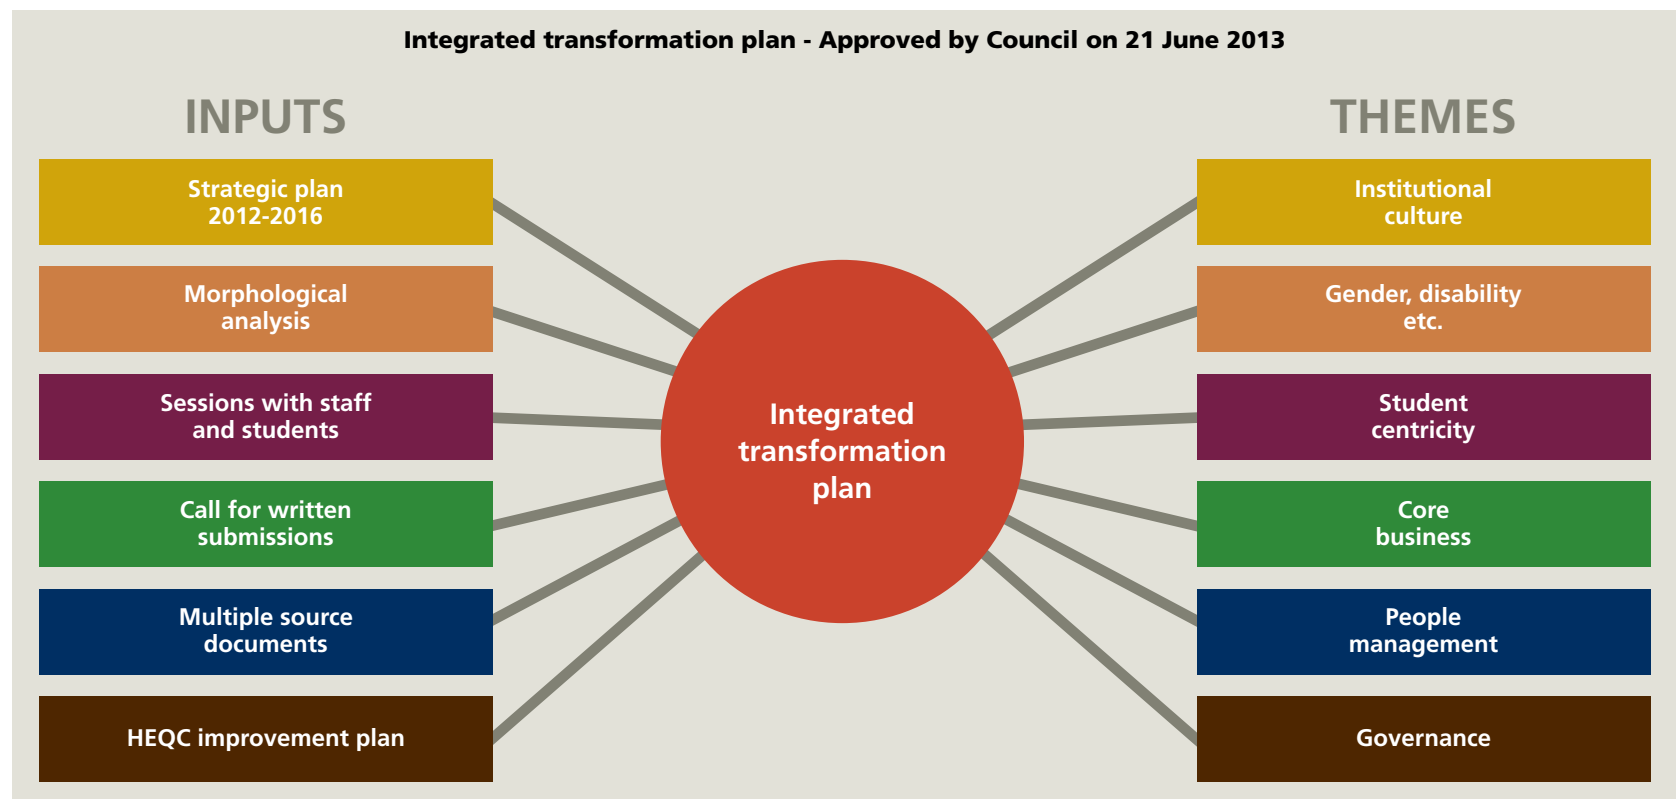 Integrated transformation plan - Approved by Council on 21 June 2013
INPUTS
Strategic plan
2012-2016
Morphological
analysis
Sessions with staff
and students
Call for written
submissions
Multiple source
documents
HEQC improvement plan
Integrated
transformation
plan
THEMES
Institutional
culture
Gender, disability
etc.
Student
centricity
Core
business
People
management
Governance